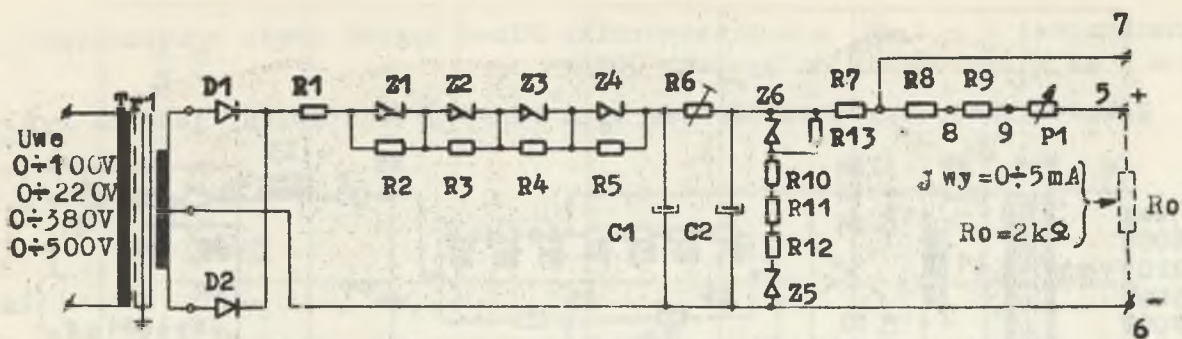 7
D1
R1
Z1
Z2
Z3
Z4
R6
Z6
R7
R8
R9
5
+
Tr1
R13
8
9
P1
Uwe
0÷100V
0÷220V
0÷380V
0÷500V
R2
R3
R4
R5
R10
R11
R12
C1
C2
J wy=0÷5mA
Ro=2kΩ
Ro
D2
Z5
-
6